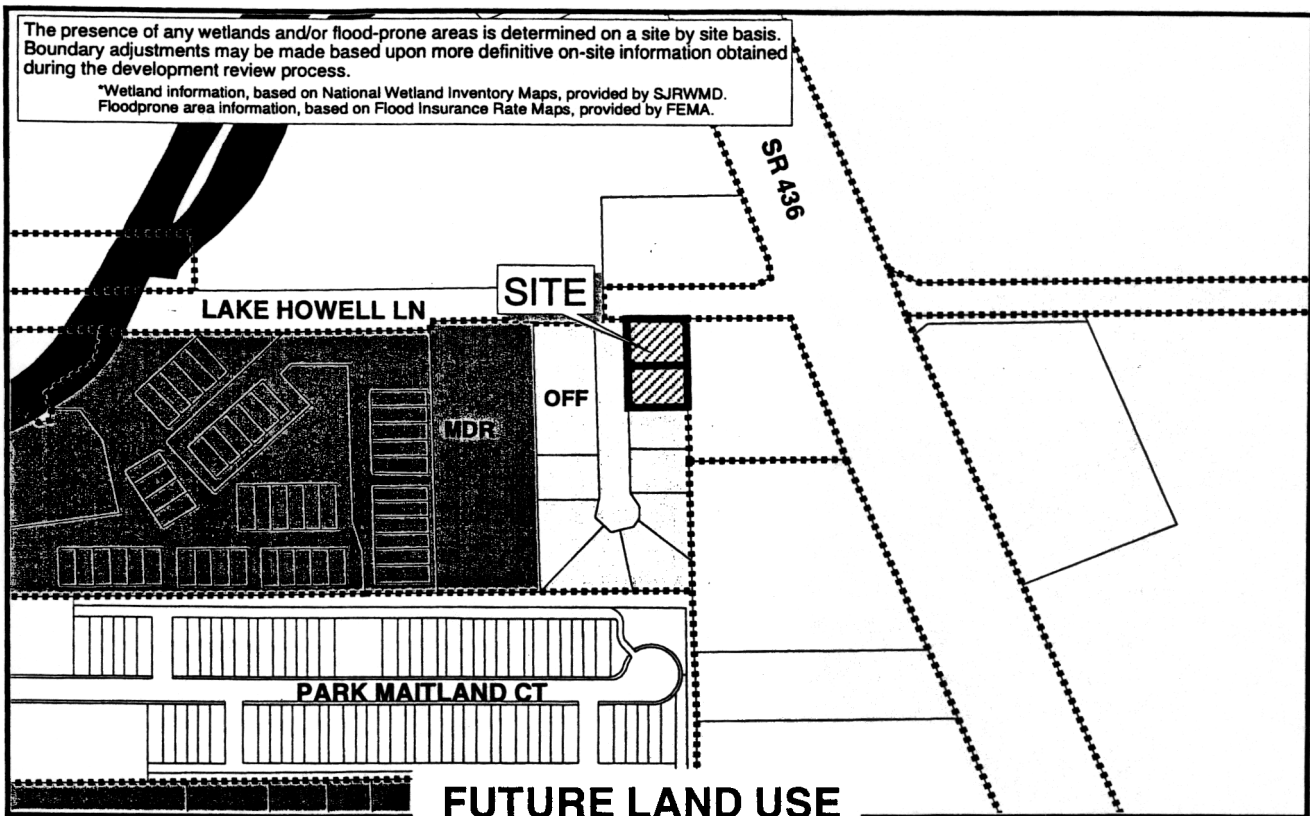 The presence of any wetlands and/or flood-prone areas is determined on a site by site basis.
Boundary adjustments may be made based upon more definitive on-site information obtained
during the development review process.
*Wetland information, based on National Wetland Inventory Maps, provided by SJRWMD.
Floodprone area information, based on Flood Insurance Rate Maps, provided by FEMA.
SR 436
SITE
LAKE HOWELL LN
OFF
MDR
PARK MAITLAND CT
FUTURE LAND USE